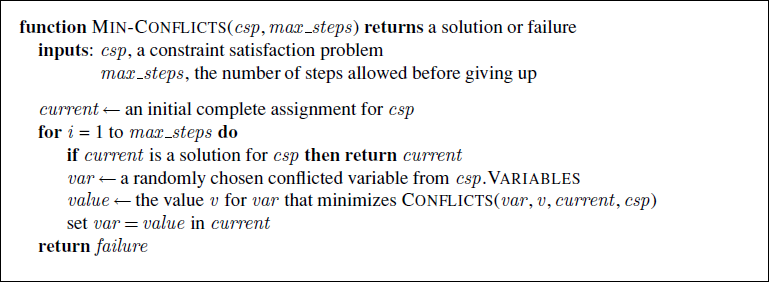 function MIN-CONFLICTS(csp, max_steps) returns a solution or failure
inputs: csp, a constraint satisfaction problem
max_steps, the number of steps allowed before giving up
current ← an initial complete assignment for csp
for i = 1 to max_steps do
if current is a solution for csp then return current
var ← a randomly chosen conflicted variable from csp.VARIABLES
value ← the value v for var that minimizes CONFLICTS(var, v, current, csp)
set var = value in current
return failure